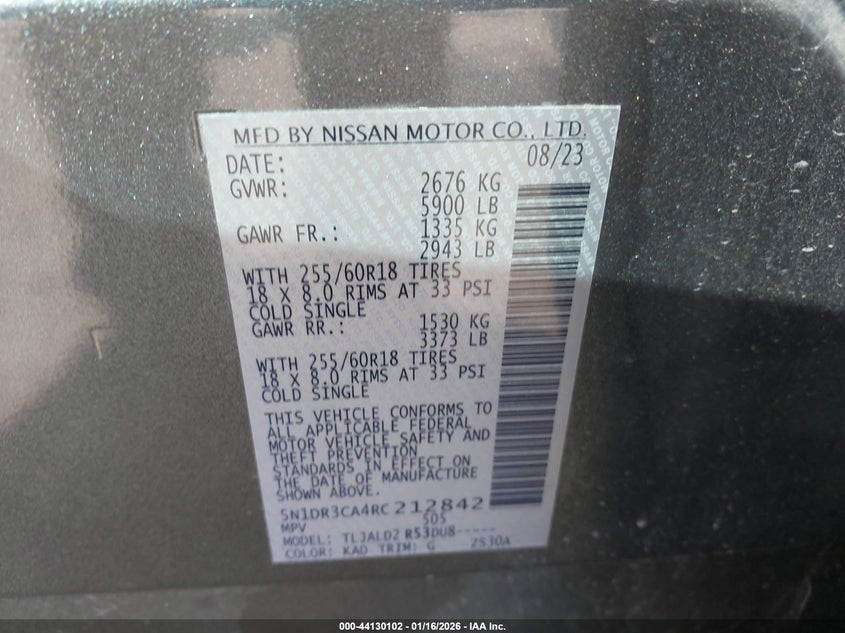 MFD BY NISSAN MOTOR CO., LTD.
DATE: 08/23
GVWR: 2676 KG
5900 LB
GAWR FR.: 1335 KG
2943 LB
WITH 255/60R18 TIRES
18 X 8.0 RIMS AT 33 PSI
COLD SINGLE
GAWR RR.: 1530 KG
3373 LB
WITH 255/60R18 TIRES
18 X 8.0 RIMS AT 33 PSI
COLD SINGLE
THIS VEHICLE CONFORMS TO
ALL APPLICABLE FEDERAL
MOTOR VEHICLE SAFETY AND
THEFT PREVENTION
STANDARDS IN EFFECT ON
THE DATE OF MANUFACTURE
SHOWN ABOVE.
5N1DR3CA4RC212842
MPV 505
MODEL: TLJALD2 R53DU8-----
COLOR: KAD TRIM: G 2S30A
000-44130102 - 01/16/2026 - IAA Inc.